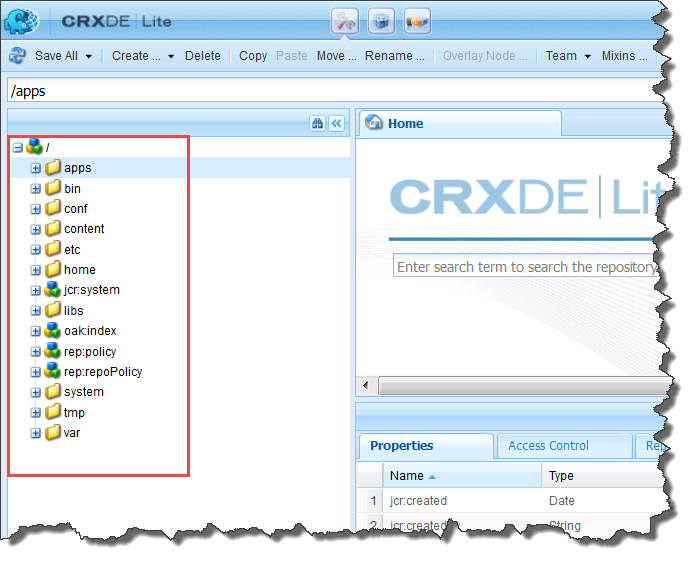 CRXDE | Lite
Save All Create ... Delete Copy Paste Move ... Rename ... Overlay Node ... Team Mixins ...
/apps
Home
/
apps
bin
conf
content
etc
home
jcr:system
libs
oak:index
rep:policy
rep:repoPolicy
system
tmp
var
CRXDE | Lit
Enter search term to search the repository
Properties Access Control Rep
Name Type
1 jcr:created Date
2 jcr:created String